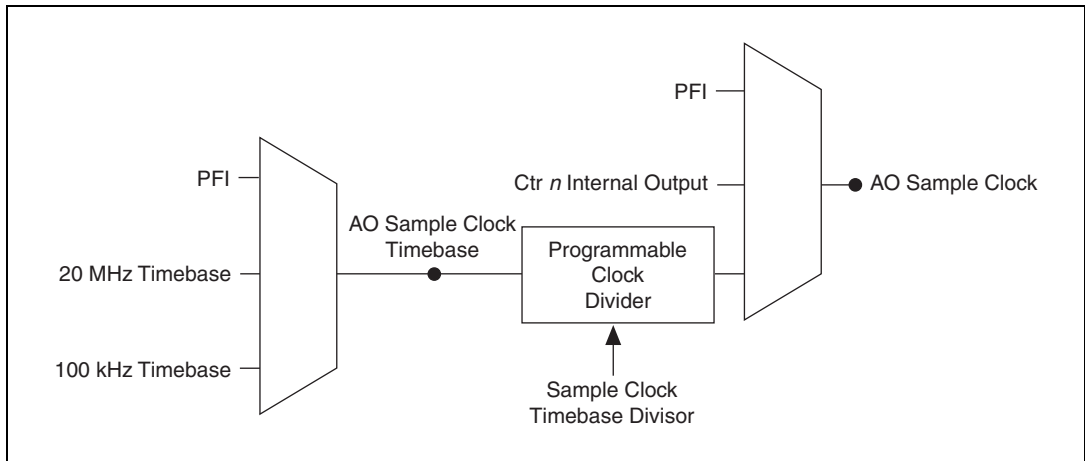 PFI
Ctr n Internal Output
AO Sample Clock
PFI
AO Sample Clock
Timebase
20 MHz Timebase
100 kHz Timebase
Programmable
Clock
Divider
Sample Clock
Timebase Divisor